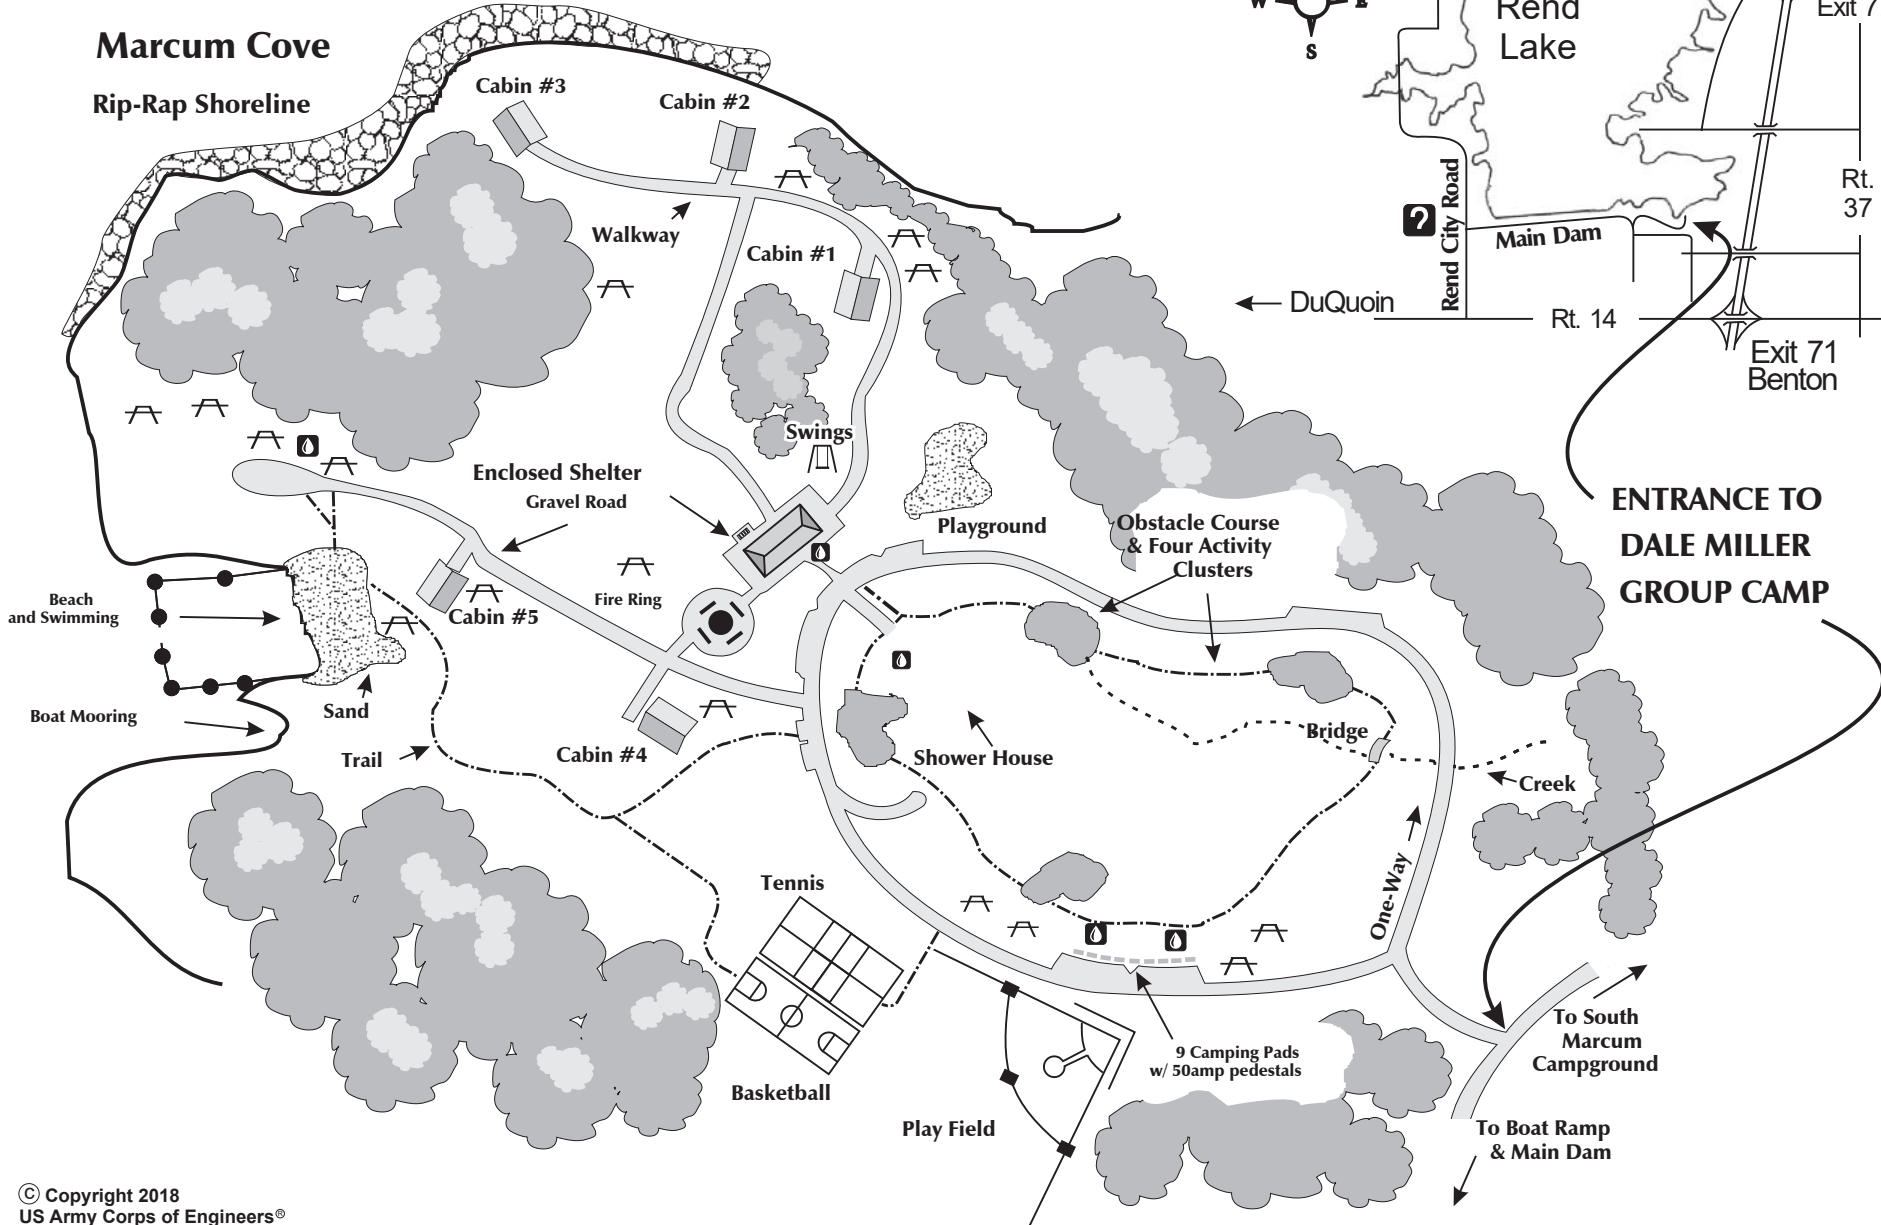 Marcum Cove
Rip-Rap Shoreline
Cabin #3
Cabin #2
Walkway
Cabin #1
Swings
Enclosed Shelter
Gravel Road
Playground
Obstacle Course
& Four Activity
Clusters
Fire Ring
Cabin #5
Beach
and Swimming
Boat Mooring
Sand
Trail
Cabin #4
Shower House
Bridge
Creek
One-Way
Tennis
Basketball
Play Field
9 Camping Pads
w/ 50amp pedestals
To South
Marcum
Campground
To Boat Ramp
& Main Dam
ENTRANCE TO
DALE MILLER
GROUP CAMP
S
Rend
Lake
Exit 7
Rt.
37
Rend City Road
?
Main Dam
DuQuoin
Rt. 14
Exit 71
Benton
© Copyright 2018
US Army Corps of Engineers®